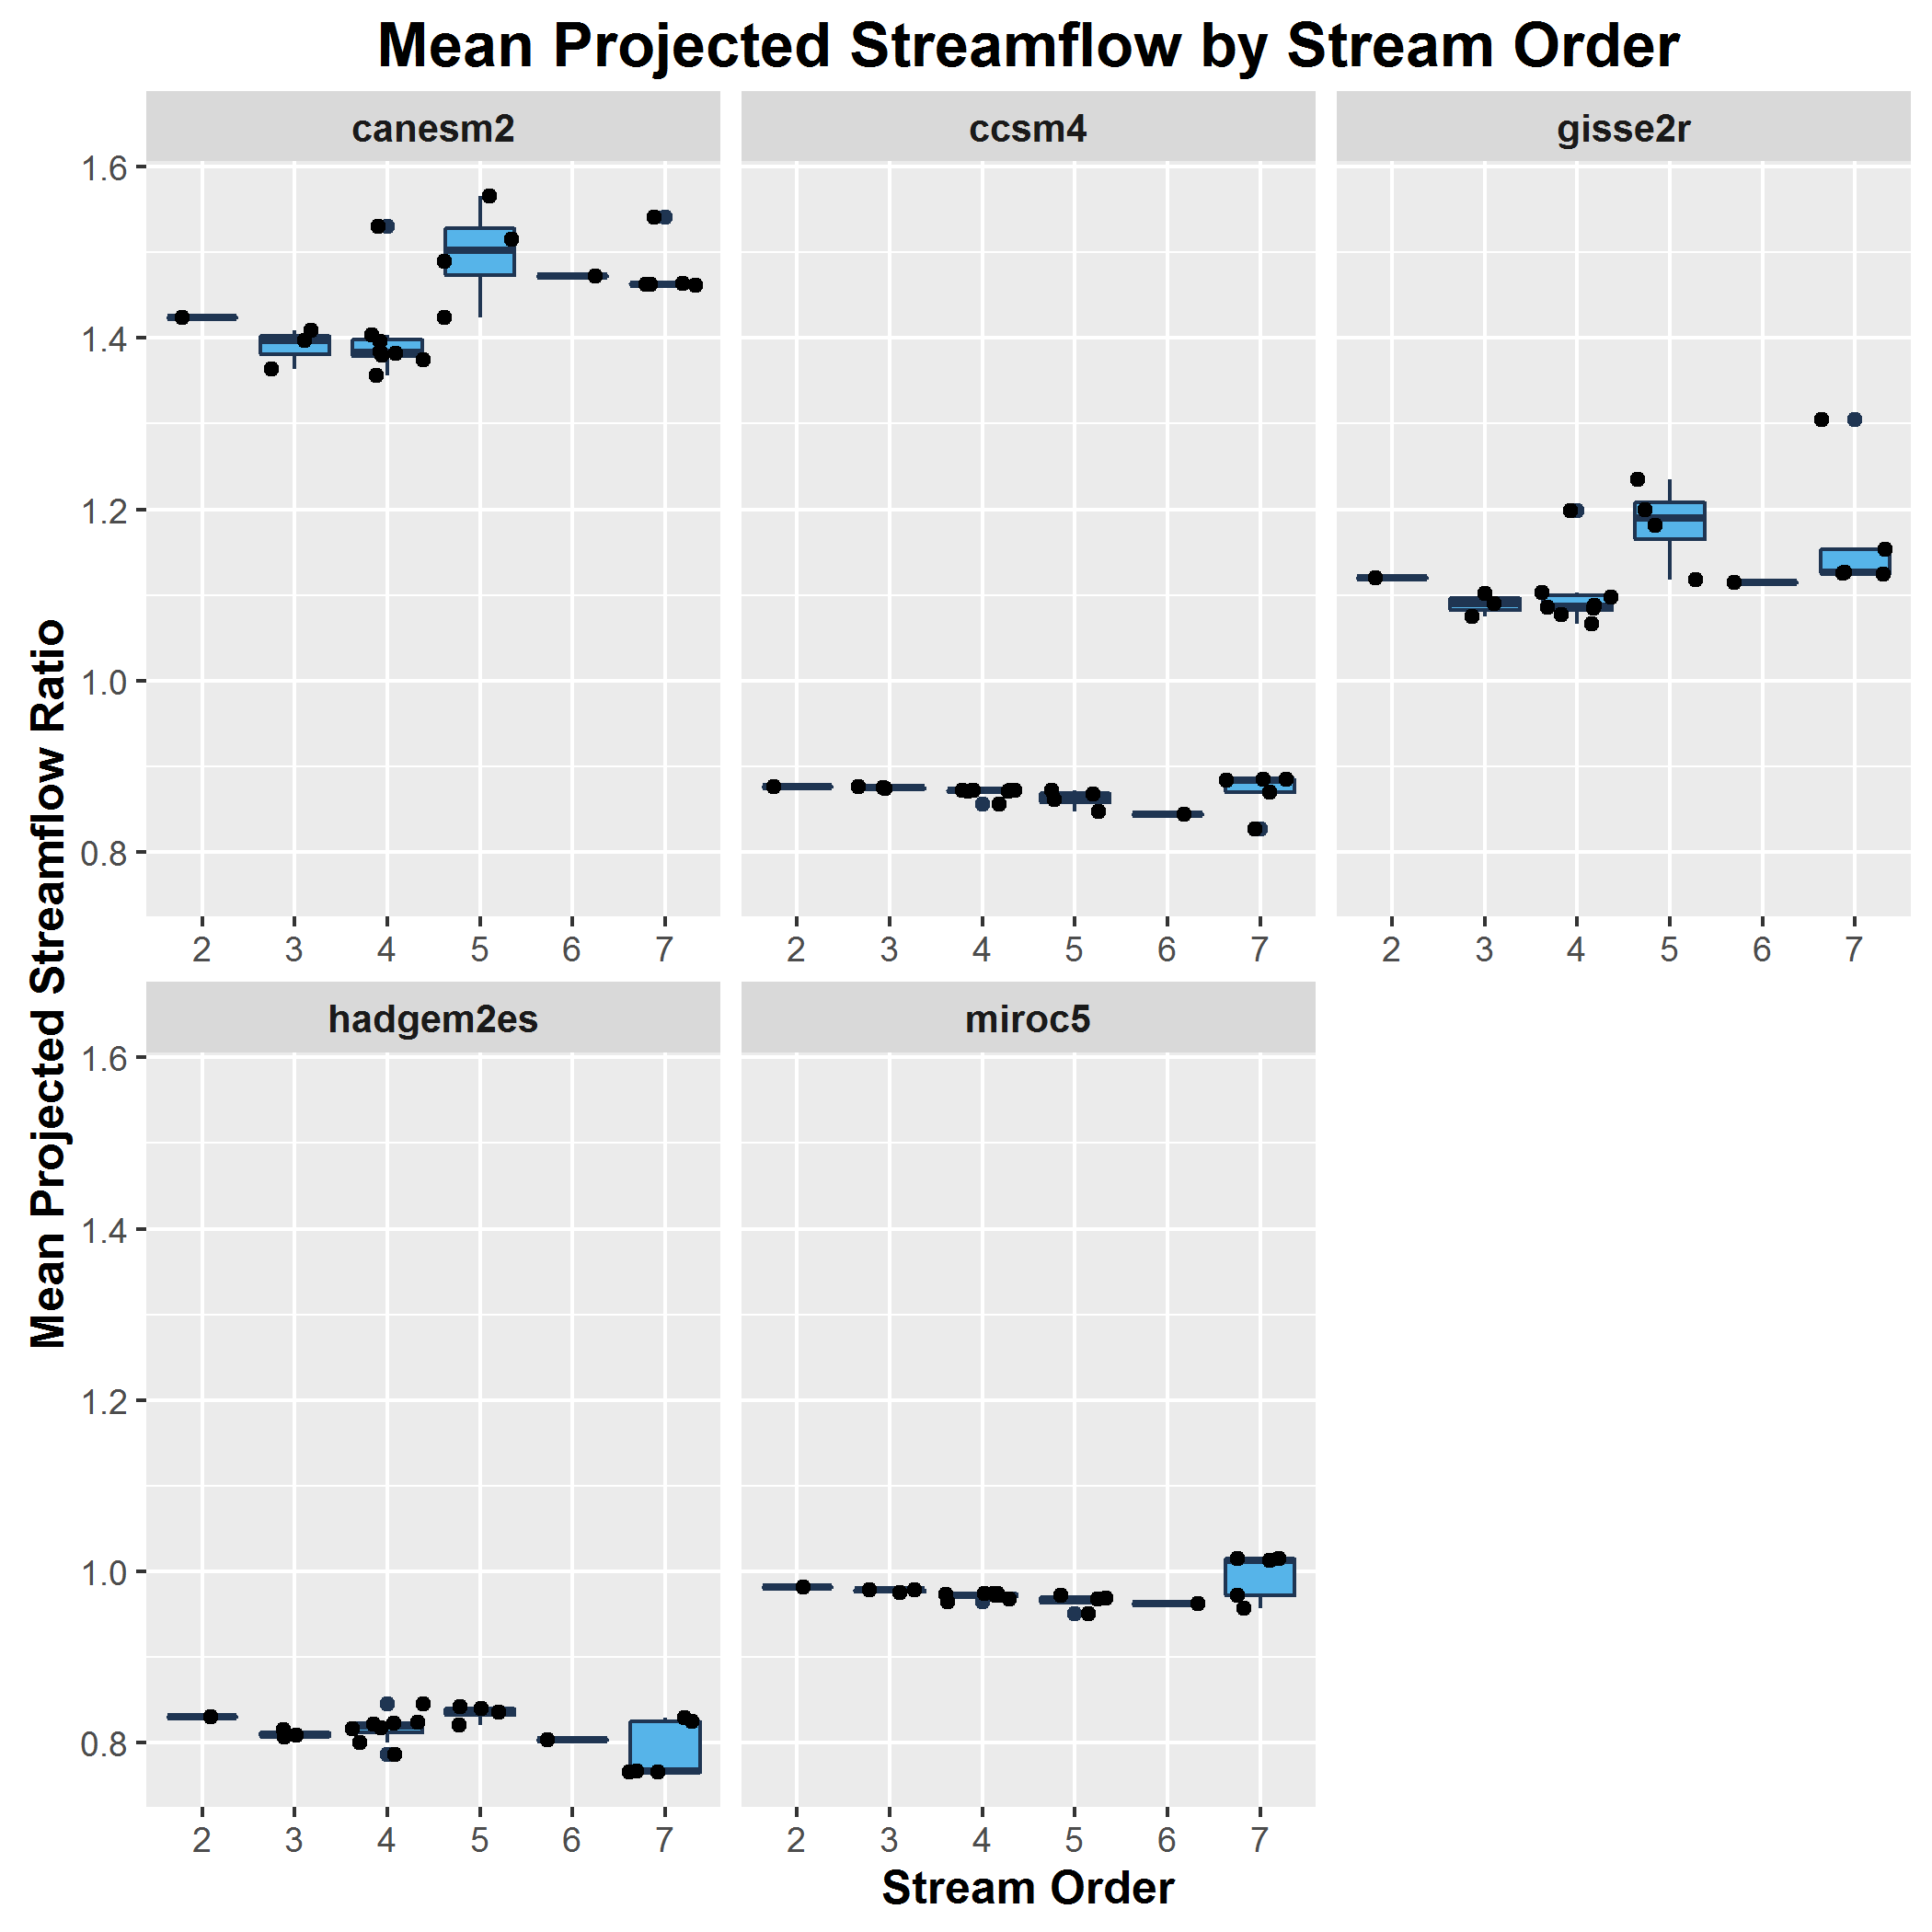 Mean Projected Streamflow by Stream Order
canesm2
ccsm4
gisse2r
1.6
1.4
1.2
1.0
0.8
2 3 4 5 6 7
2 3 4 5 6 7
2 3 4 5 6 7
Mean Projected Streamflow Ratio
hadgem2es
miroc5
1.6
1.4
1.2
1.0
0.8
2 3 4 5 6 7
2 3 4 5 6 7
Stream Order